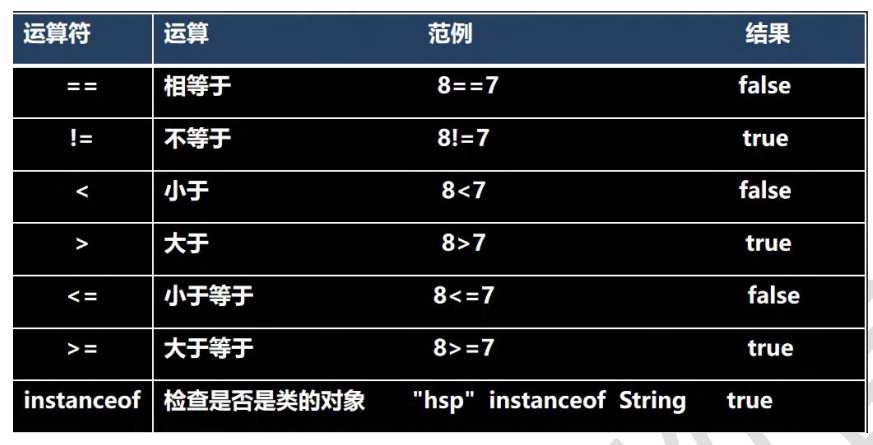 运算符 运算 范例 结果
== 相等于 8==7 false
!= 不等于 8!=7 true
< 小于 8<7 false
> 大于 8>7 true
<= 小于等于 8<=7 false
>= 大于等于 8>=7 true
instanceof 检查是否是类的对象 "hsp" instanceof String true